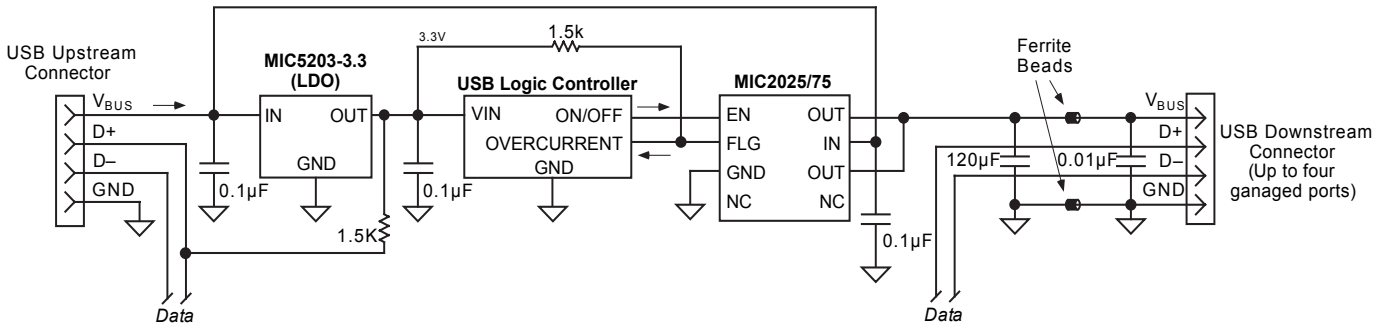 USB Upstream
Connector
VBUS
D+
D–
GND
Data
MIC5203-3.3
(LDO)
IN
OUT
GND
0.1µF
1.5K
3.3V
0.1µF
1.5k
USB Logic Controller
VIN
ON/OFF
OVERCURRENT
GND
MIC2025/75
EN
OUT
FLG
IN
GND
OUT
NC
NC
0.1µF
Ferrite
Beads
120µF
0.01µF
VBUS
D+
D–
GND
USB Downstream
Connector
(Up to four
ganaged ports)
Data